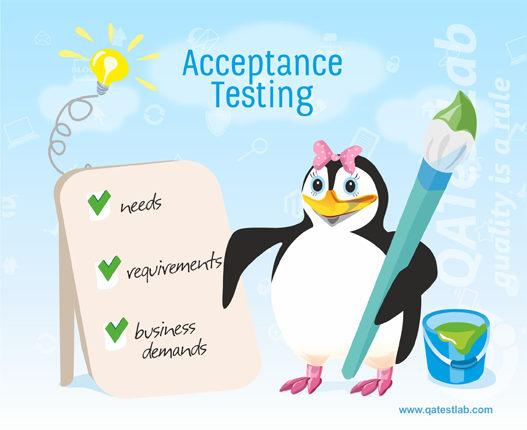 Acceptance
Testing
needs
requirements
business
demands
QATestLab
quality is a rule
www.qatestlab.com